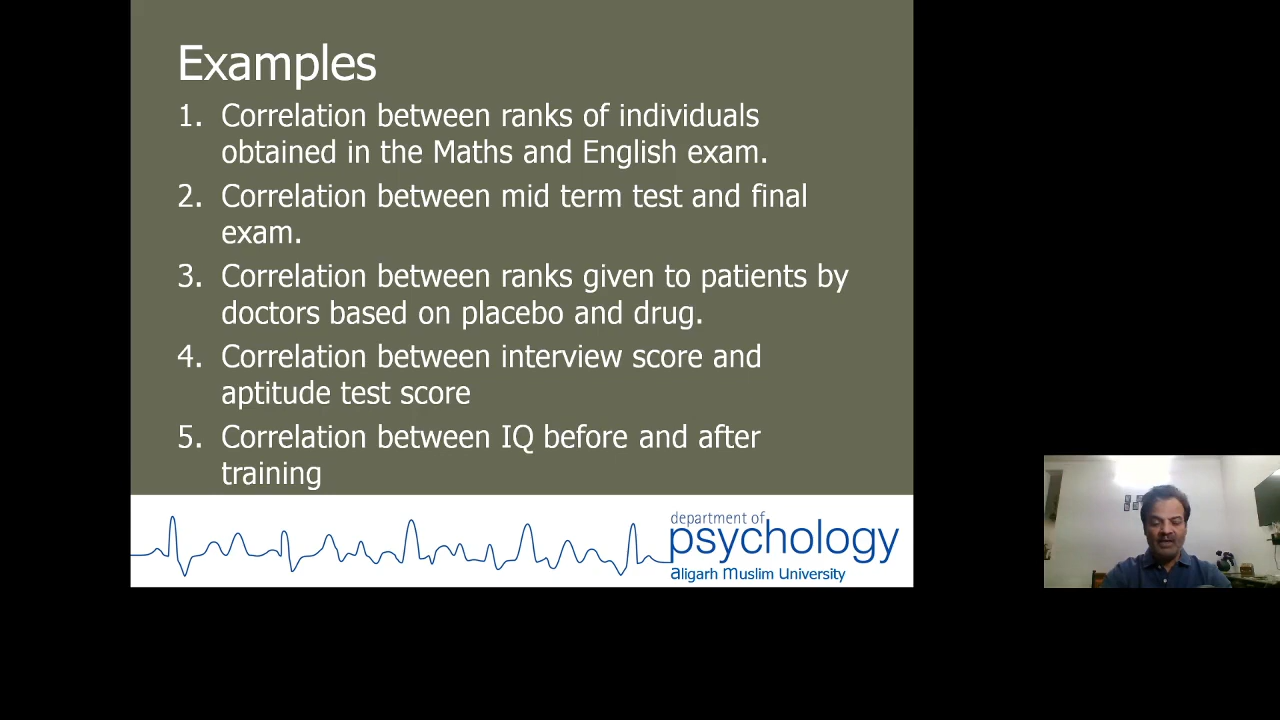 Examples
1. Correlation between ranks of individuals
obtained in the Maths and English exam.
2. Correlation between mid term test and final
exam.
3. Correlation between ranks given to patients by
doctors based on placebo and drug.
4. Correlation between interview score and
aptitude test score
5. Correlation between IQ before and after
training
department of
psychology
aligarh muslim University